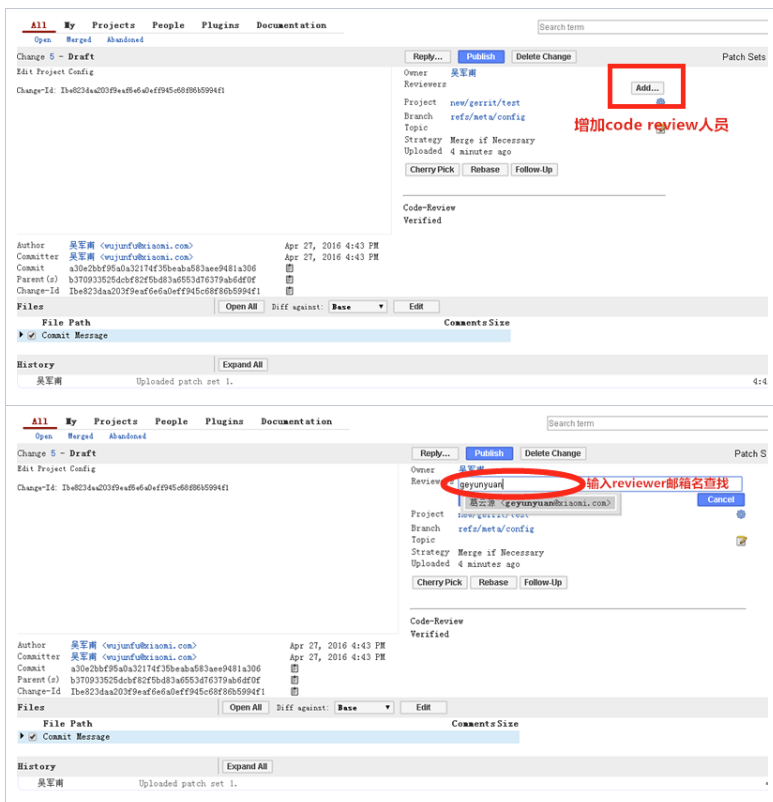 All My Projects People Plugins Documentation Search term
Open Merged Abandoned
Change 5 - Draft Reply... Publish Delete Change Patch Sets
Edit Project Config Owner 吴军甫
Reviewers Add...
Change-Id: Ibe823daa203f9eaf6e6a0eff945c68f86b5994f1
Project new/gerrit/test
Branch refs/meta/config
增加code review人员
Topic
Strategy Merge if Necessary
Uploaded 4 minutes ago
Cherry Pick Rebase Follow-Up
Code-Review
Verified
Author 吴军甫 <wujunfu@xiaomi.com> Apr 27, 2016 4:43 PM
Committer 吴军甫 <wujunfu@xiaomi.com> Apr 27, 2016 4:43 PM
Commit a30e2bbf95a0a32174f35beaba583aee9481a306
Parent(s) b370933525dcbf82f5bd83a6553d76379ab6df0f
Change-Id Ibe823daa203f9eaf6e6a0eff945c68f86b5994f1
Files Open All Diff against: Base Edit
File Path Comments Size
Commit Message
History Expand All
吴军甫 Uploaded patch set 1. 4:4
All My Projects People Plugins Documentation Search term
Open Merged Abandoned
Change 5 - Draft Reply... Publish Delete Change Patch S
Edit Project Config Owner 吴军甫
Reviewe geyunyuan 输入reviewer邮箱名查找
Change-Id: Ibe823daa203f9eaf6e6a0eff945c68f86b5994f1
葛云源 <geyunyuan@xiaomi.com> Cancel
Project new/gerrit/test
Branch refs/meta/config
Topic
Strategy Merge if Necessary
Uploaded 4 minutes ago
Cherry Pick Rebase Follow-Up
Code-Review
Verified
Author 吴军甫 <wujunfu@xiaomi.com> Apr 27, 2016 4:43 PM
Committer 吴军甫 <wujunfu@xiaomi.com> Apr 27, 2016 4:43 PM
Commit a30e2bbf95a0a32174f35beaba583aee9481a306
Parent(s) b370933525dcbf82f5bd83a6553d76379ab6df0f
Change-Id Ibe823daa203f9eaf6e6a0eff945c68f86b5994f1
Files Open All Diff against: Base Edit
File Path Comments Size
Commit Message
History Expand All
吴军甫 Uploaded patch set 1.